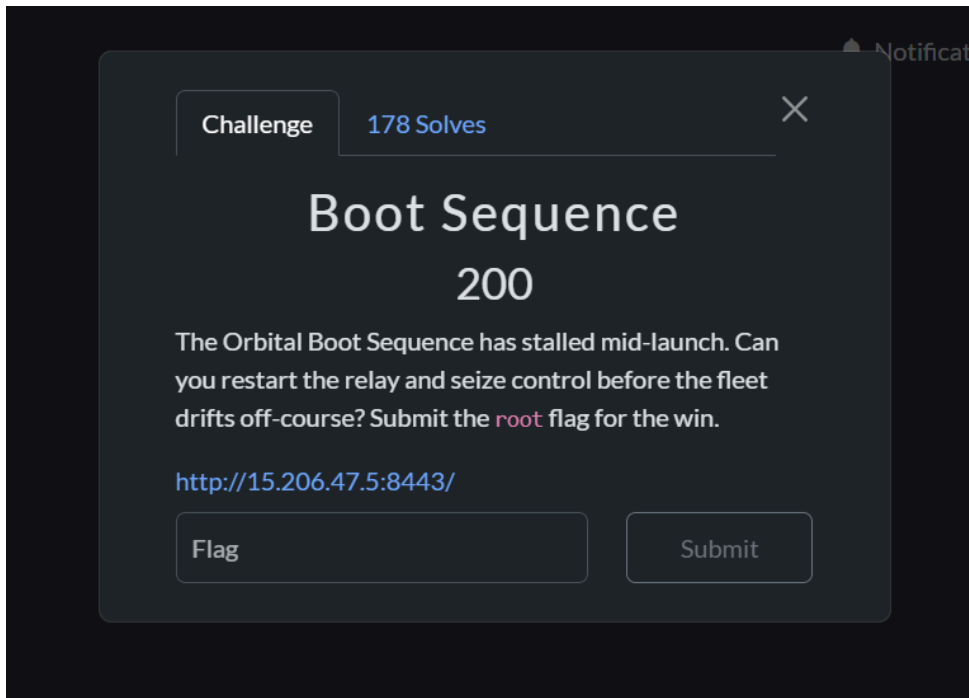 Notificat
Challenge
178 Solves
Boot Sequence
200
The Orbital Boot Sequence has stalled mid-launch. Can
you restart the relay and seize control before the fleet
drifts off-course? Submit the root flag for the win.
http://15.206.47.5:8443/
Flag
Submit